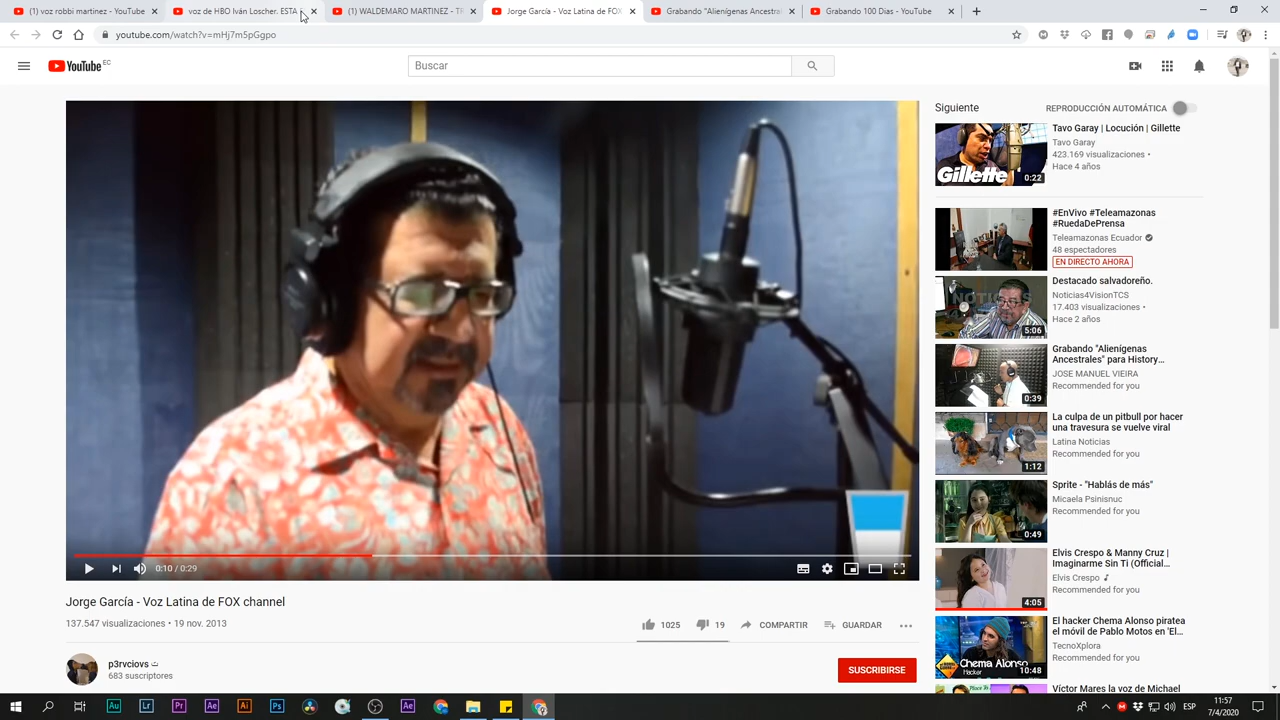 (1) voz robbi martinez - YouTube
voz de HBO Iván Loscher. ESTA
(1) WALDEMARO MARTINEZ - T
Jorge García - Voz Latina de FOX
Grabando "Alienígenas Ancestrales"
Grabando 100 Dias - YouTube
youtube.com/watch?v=mHj7m5pGgpo
YouTube EC
Buscar
Siguiente
REPRODUCCIÓN AUTOMÁTICA
Tavo Garay | Locución | Gillette
Tavo Garay
423.169 visualizaciones •
Hace 4 años
Gillette
0:22
#EnVivo #Teleamazonas
#RuedaDePrensa
Teleamazonas Ecuador
48 espectadores
EN DIRECTO AHORA
Destacado salvadoreño.
Noticias4VisionTCS
17.403 visualizaciones •
Hace 2 años
5:06
Grabando "Alienígenas
Ancestrales" para History...
JOSE MANUEL VIEIRA
Recommended for you
0:39
La culpa de un pitbull por hacer
una travesura se vuelve viral
Latina Noticias
Recommended for you
1:12
Sprite - "Hablás de más"
Micaela Psinisnuc
Recommended for you
0:49
Elvis Crespo & Manny Cruz |
Imaginarme Sin Ti (Official...
Elvis Crespo
Recommended for you
4:05
El hacker Chema Alonso piratea
el móvil de Pablo Motos en 'El...
TecnoXplora
Recommended for you
Chema Alonso
Hacker
10:48
Víctor Mares la voz de Michael
0:10 / 0:29
Jorge García - Voz Latina de FOX channel
137.547 visualizaciones • 19 nov. 2013
1025
19
COMPARTIR
GUARDAR
p3rvciovs
683 suscriptores
SUSCRIBIRSE
Au
Lr
Pr
Ae
Ai
Ps
Ae
ESP
11:57
7/4/2020